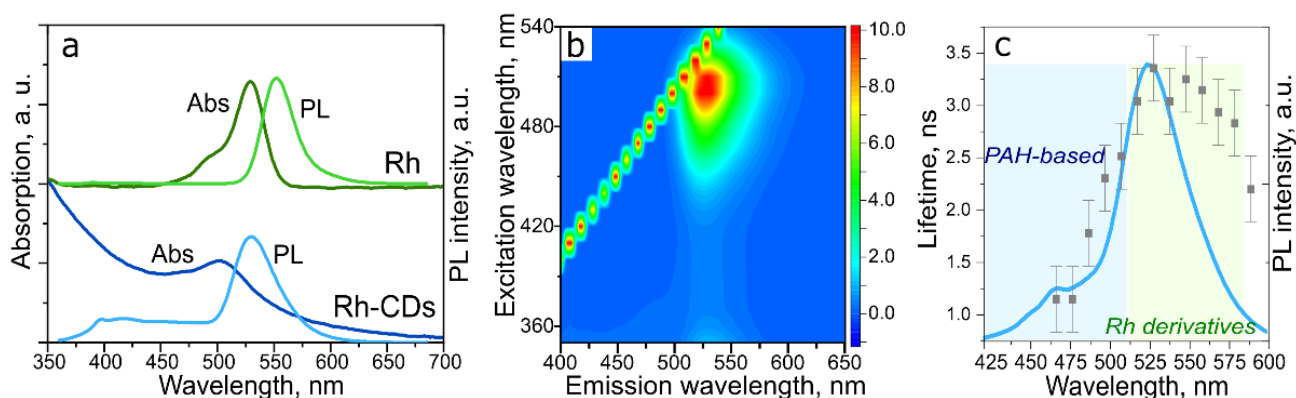 a
Absorption, a. u.
Abs
PL
Rh
Abs
PL
Rh-CDs
PL intensity, a.u.
350 400 450 500 550 600 650 700
Wavelength, nm
b
Excitation wavelength, nm
540
480
420
360
400 450 500 550 600 650
Emission wavelength, nm
10.0
8.0
6.0
4.0
2.0
0.0
c
Lifetime, ns
3.5
3.0
2.5
2.0
1.5
1.0
PAH-based
Rh derivatives
PL intensity, a.u.
425 450 475 500 525 550 575 600
Wavelength, nm